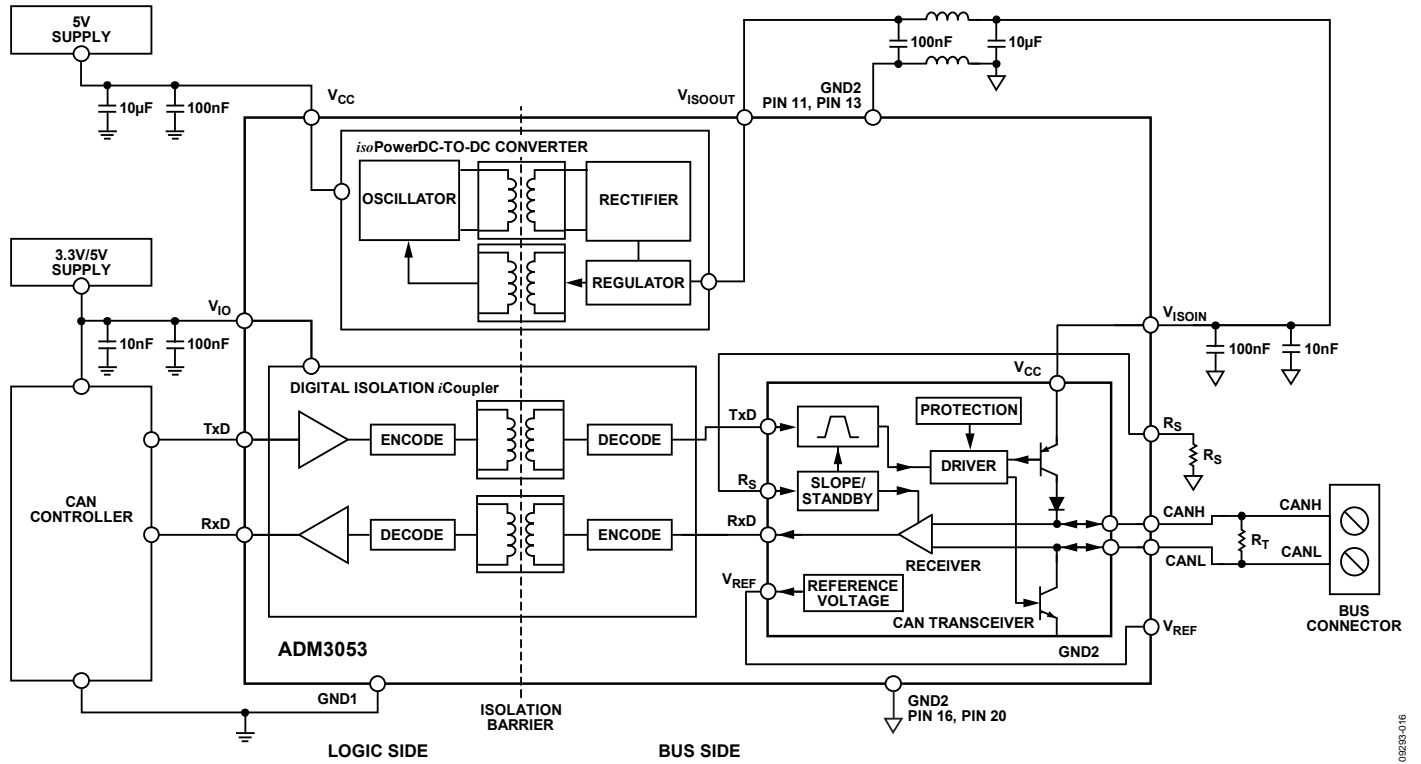 5V
SUPPLY
10µF
100nF
VCC
VISOOUT
GND2
PIN 11, PIN 13
100nF
10µF
isoPowerDC-TO-DC CONVERTER
OSCILLATOR
RECTIFIER
REGULATOR
3.3V/5V
SUPPLY
VIO
10nF
100nF
VISOIN
100nF
10nF
DIGITAL ISOLATION iCoupler
VCC
TxD
ENCODE
DECODE
TxD
PROTECTION
DRIVER
RS
SLOPE/
STANDBY
RS
RS
CAN
CONTROLLER
RxD
DECODE
ENCODE
RxD
RECEIVER
CANH
CANL
RT
CANH
CANL
BUS
CONNECTOR
VREF
REFERENCE
VOLTAGE
CAN TRANSCEIVER
GND2
VREF
ADM3053
GND1
ISOLATION
BARRIER
GND2
PIN 16, PIN 20
LOGIC SIDE
BUS SIDE
09293-016